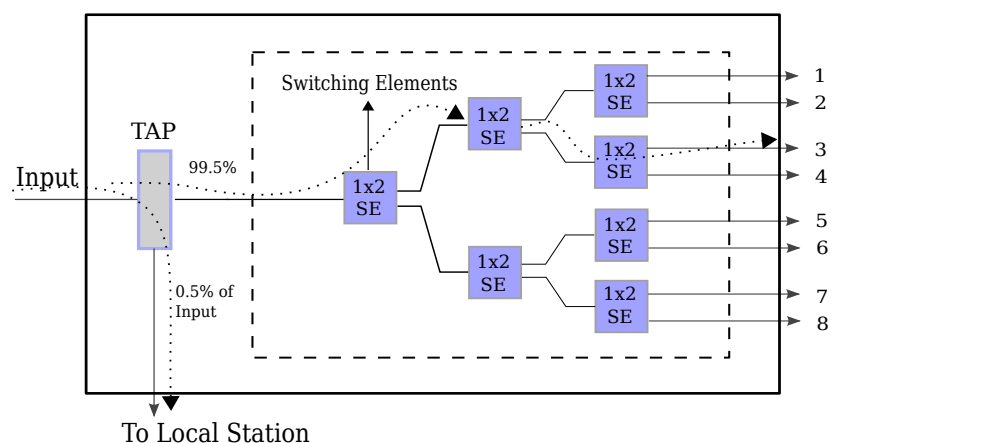 Switching Elements
TAP
Input
99.5%
0.5% of
Input
To Local Station
1x2
SE
1x2
SE
1x2
SE
1x2
SE
1x2
SE
1x2
SE
1x2
SE
1
2
3
4
5
6
7
8